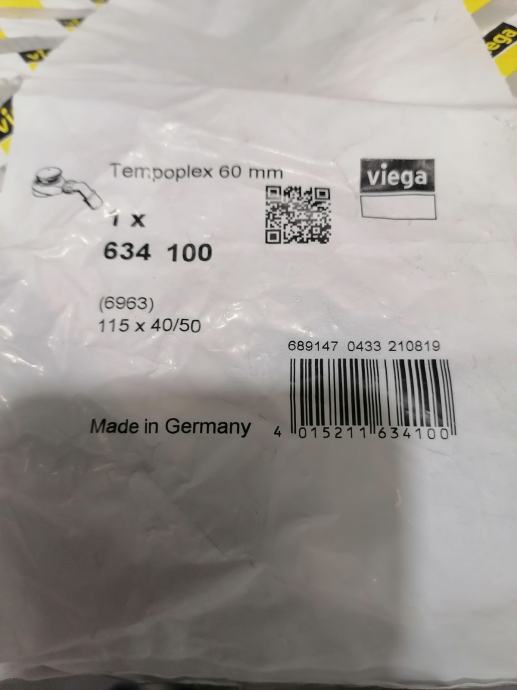 Tempoplex 60 mm
viega
1 x
634 100
(6963)
115 x 40/50
689147 0433 210819
Made in Germany
4 015211 634100